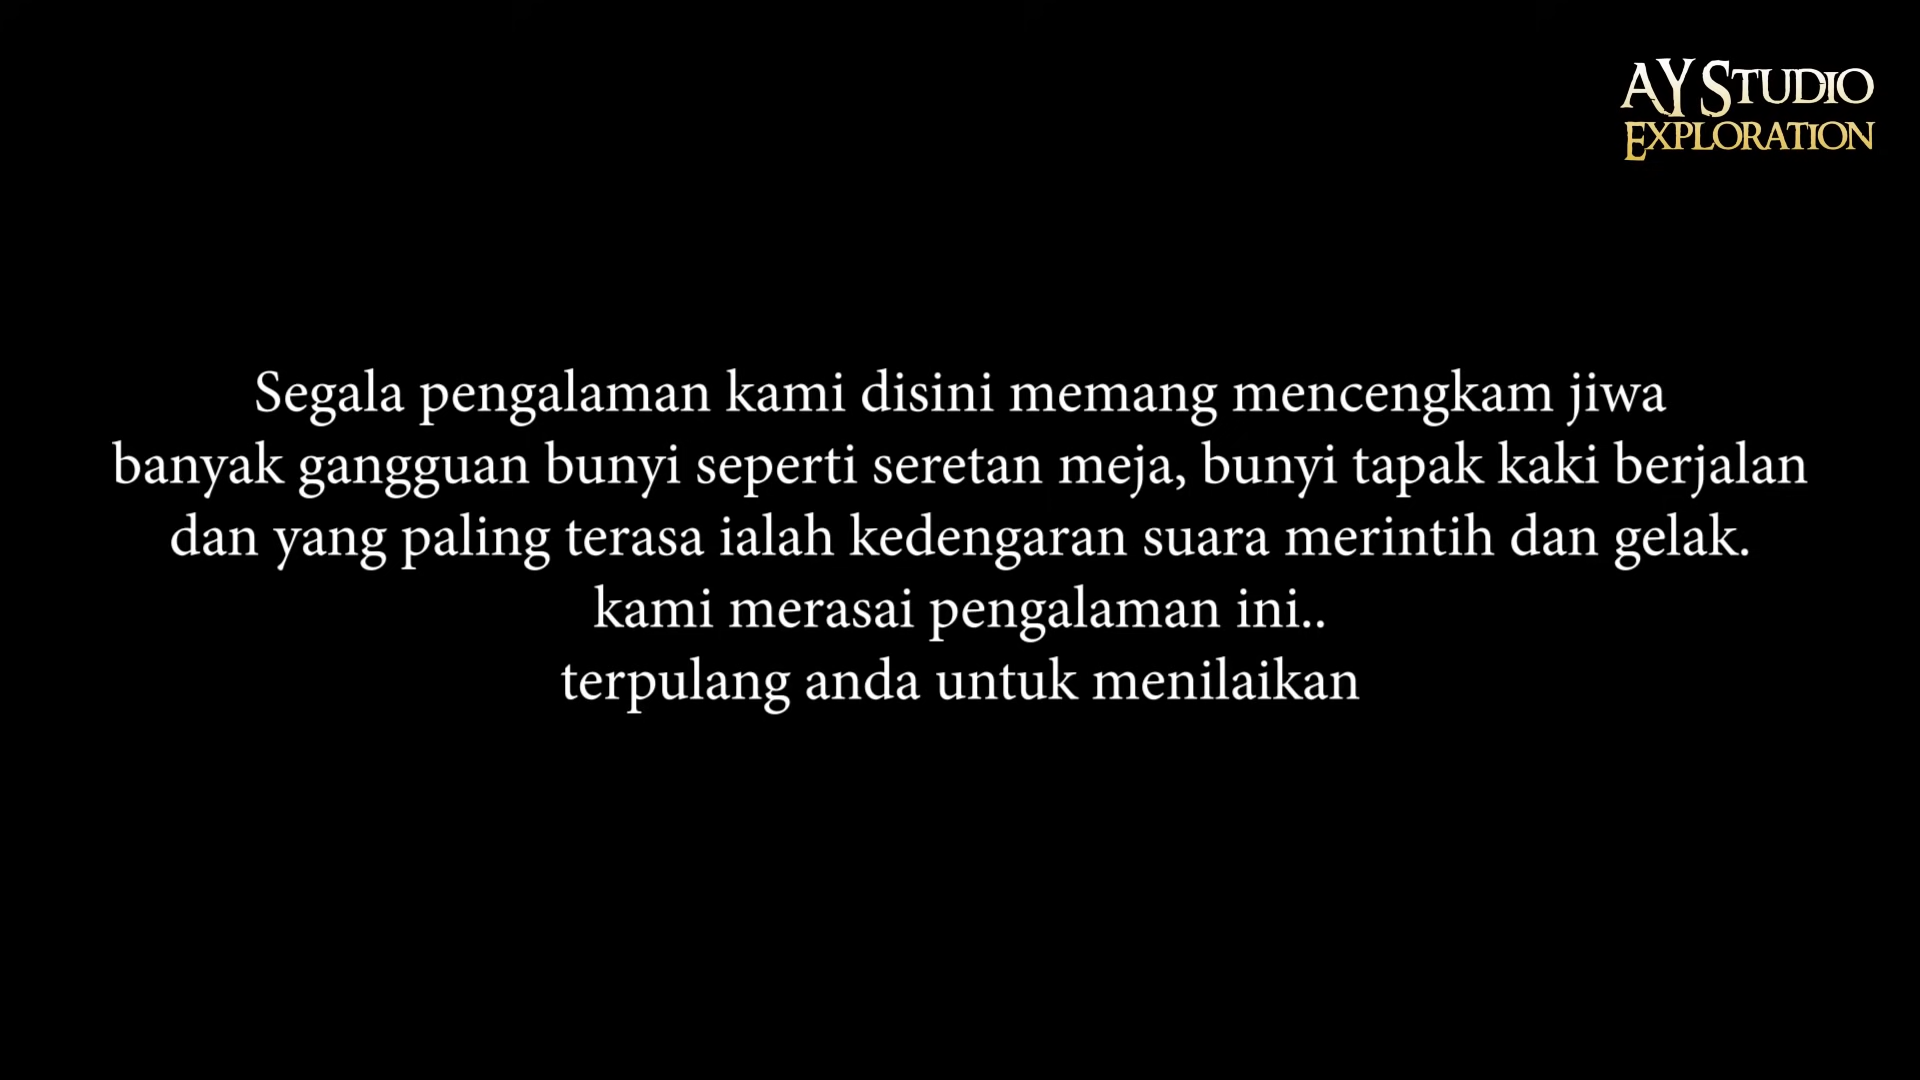 AY STUDIO
EXPLORATION
Segala pengalaman kami disini memang mencengkam jiwa
banyak gangguan bunyi seperti seretan meja, bunyi tapak kaki berjalan
dan yang paling terasa ialah kedengaran suara merintih dan gelak.
kami merasai pengalaman ini..
terpulang anda untuk menilaikan